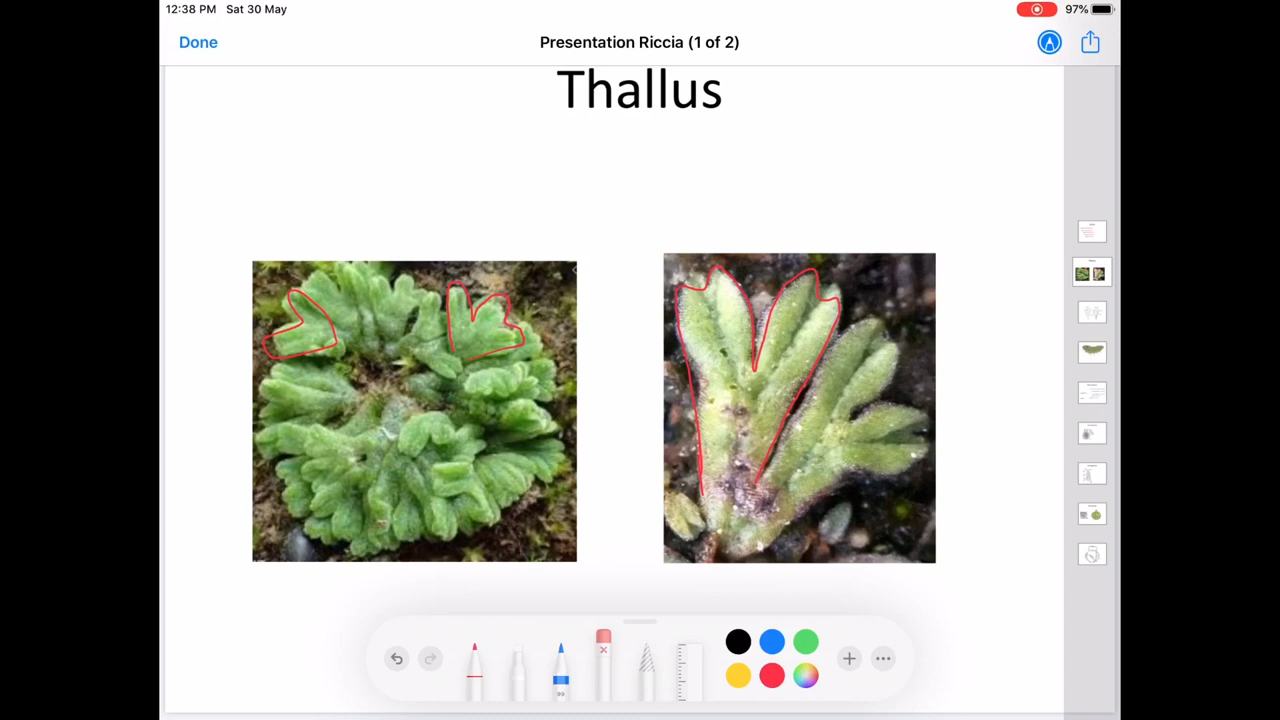 12:38 PM Sat 30 May
97%
Done
Presentation Riccia (1 of 2)
Thallus